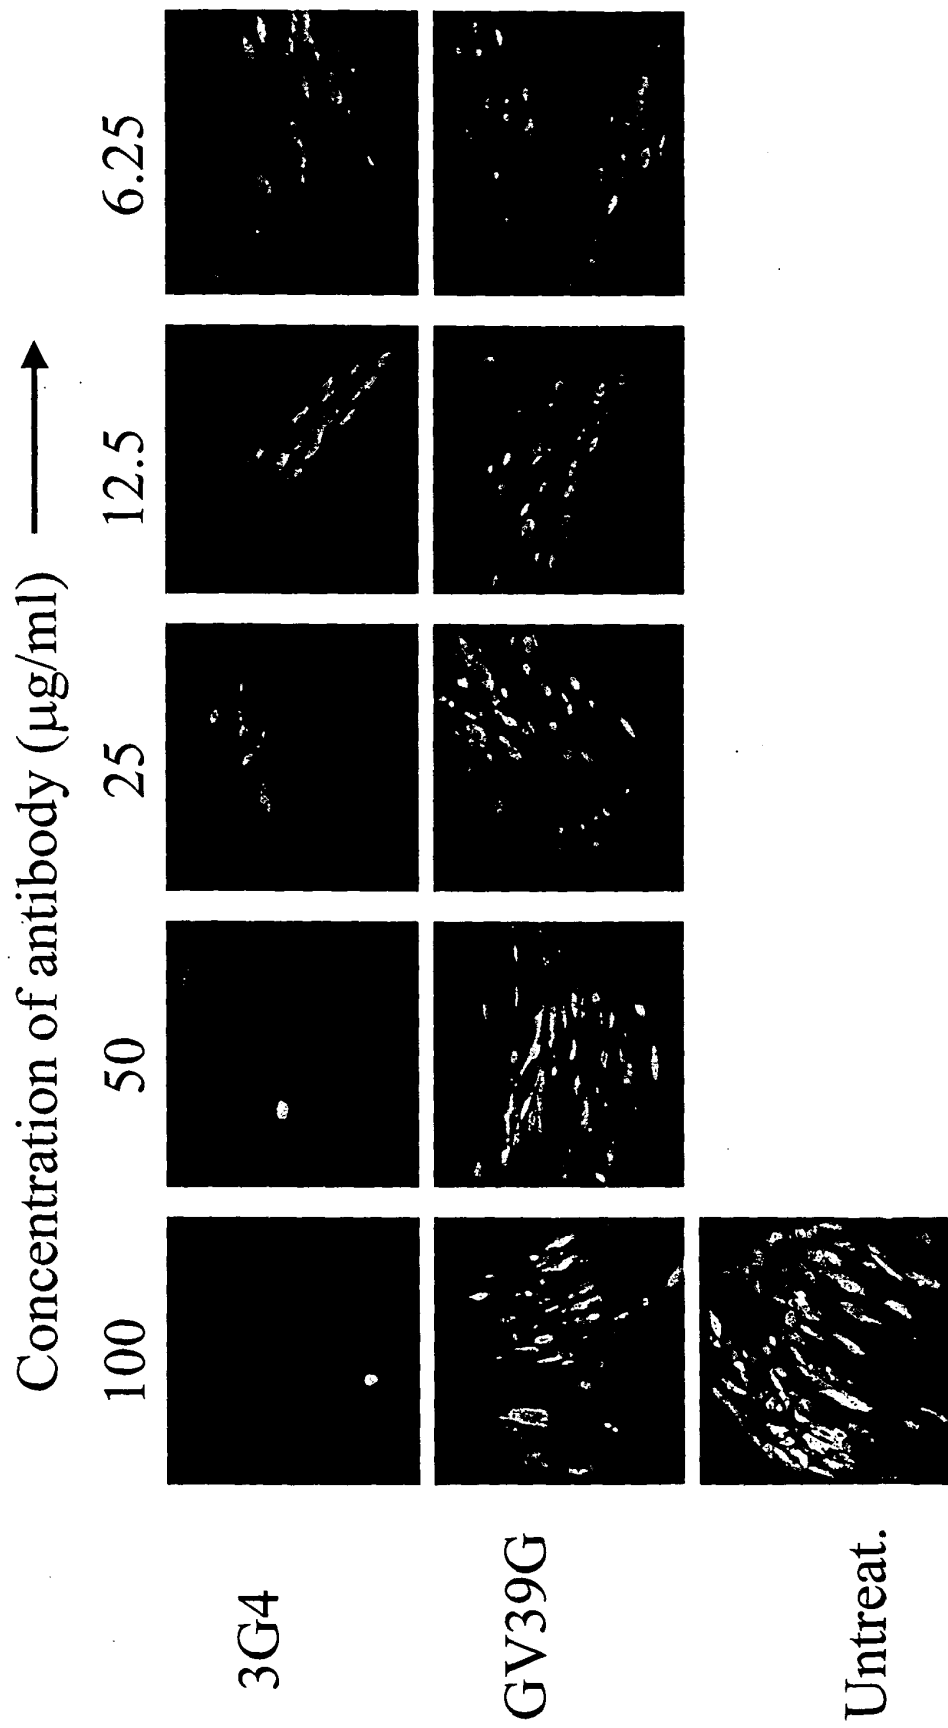 Concentration of antibody (μg/ml)
100 50 25 12.5 6.25
3G4
GV39G
Untreat.